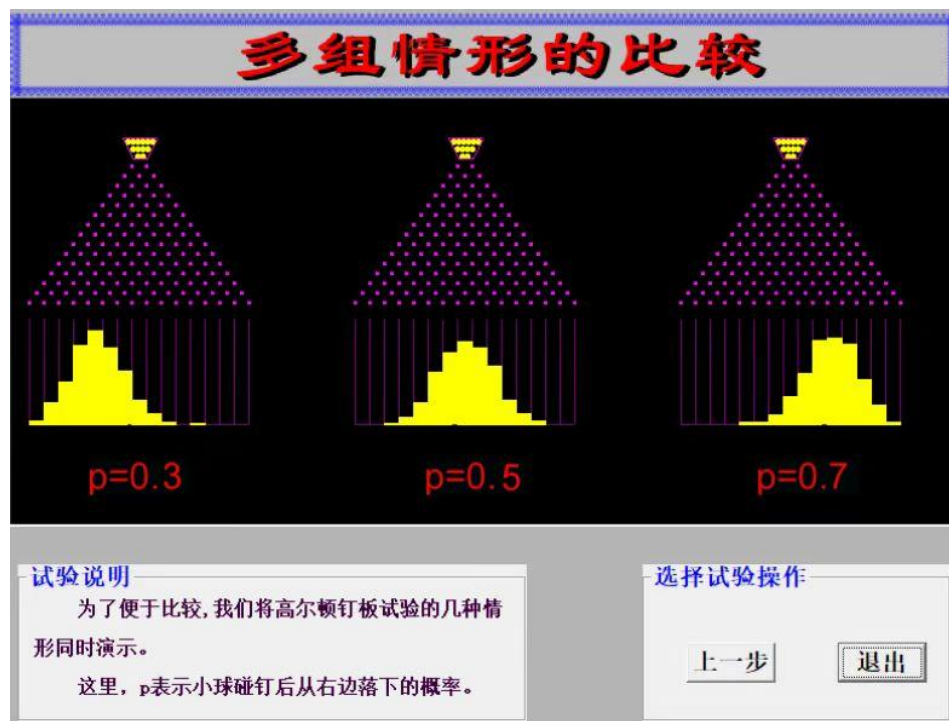 多组情形的比较
p=0.3
p=0.5
p=0.7
试验说明
为了便于比较,我们将高尔顿钉板试验的几种情
形同时演示。
这里，p表示小球碰钉后从右边落下的概率。
选择试验操作
上一步
退出